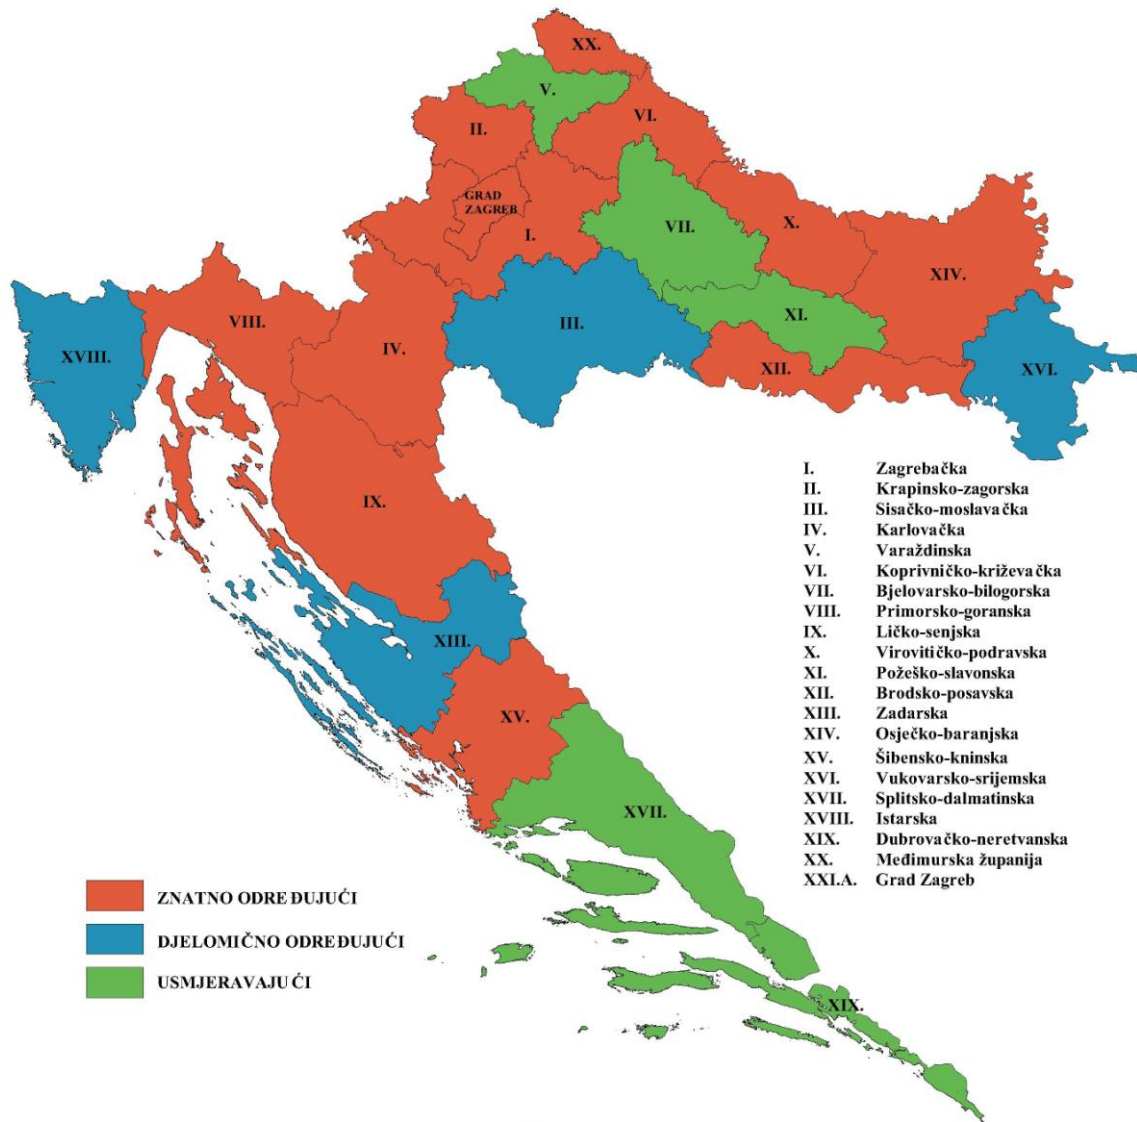 XX.
V.
VI.
II.
GRAD
ZAGREB
VII.
X.
I.
XIV.
VIII.
III.
XI.
IV.
XVIII.
XII.
XVI.
IX.
XIII.
XV.
XVII.
XIX.
I. Zagrebačka
II. Krapinsko-zagorska
III. Sisačko-moslavačka
IV. Karlovačka
V. Varaždinska
VI. Koprivničko-križevačka
VII. Bjelovarsko-bilogorska
VIII. Primorsko-goranska
IX. Ličko-senjska
X. Virovitičko-podravska
XI. Požeško-slavonska
XII. Brodsko-posavska
XIII. Zadarska
XIV. Osječko-baranjska
XV. Šibensko-kninska
XVI. Vukovarsko-srijemska
XVII. Splitsko-dalmatinska
XVIII. Istarska
XIX. Dubrovačko-neretvanska
XX. Međimurska županija
XXI.A. Grad Zagreb
ZNATNO ODREĐUJUĆI
DJELOMIČNO ODREĐUJUĆI
USMJERAVAJUĆI